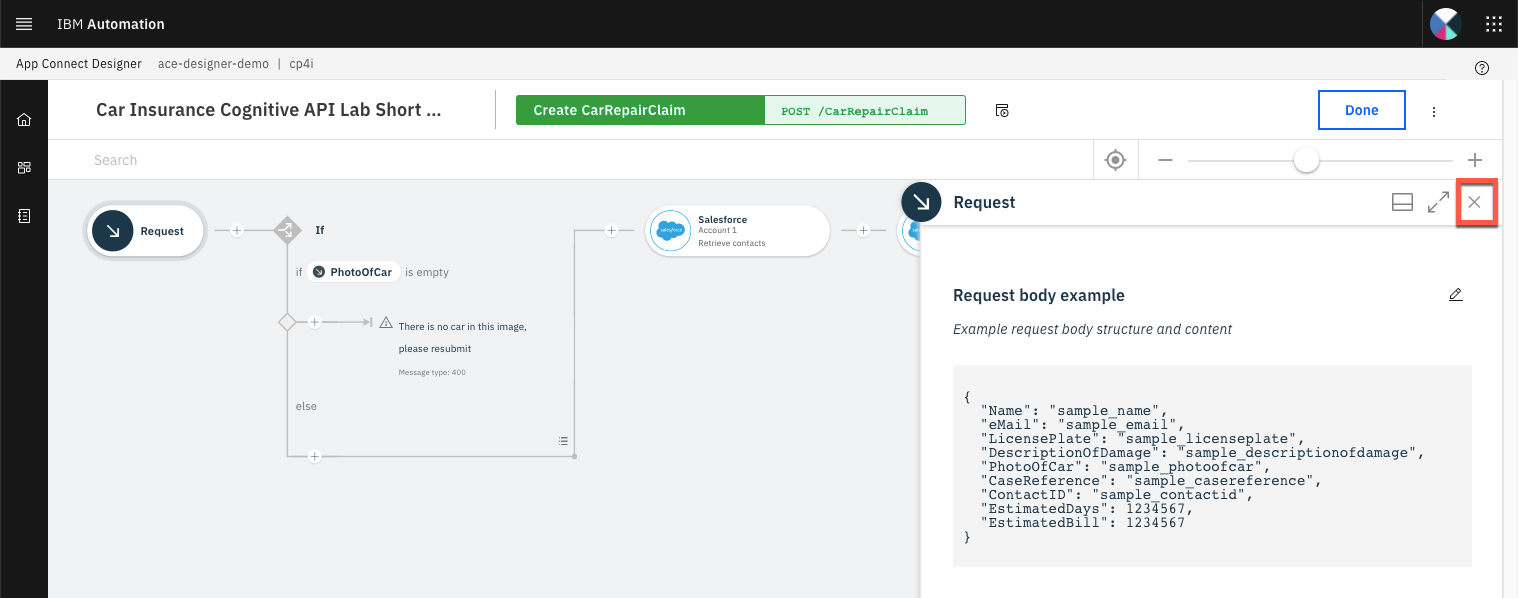 IBM Automation
App Connect Designer ace-designer-demo | cp4i
Car Insurance Cognitive API Lab Short ...
Create CarRepairClaim
POST /CarRepairClaim
Done
Search
Request
If
if PhotoOfCar is empty
There is no car in this image,
please resubmit
Message type: 400
else
Salesforce
Account 1
Retrieve contacts
salesforce
Request
Request body example
Example request body structure and content
{
"Name": "sample_name",
"eMail": "sample_email",
"LicensePlate": "sample_licenseplate",
"DescriptionOfDamage": "sample_descriptionofdamage",
"PhotoOfCar": "sample_photoofcar",
"CaseReference": "sample_casereference",
"ContactID": "sample_contactid",
"EstimatedDays": 1234567,
"EstimatedBill": 1234567
}